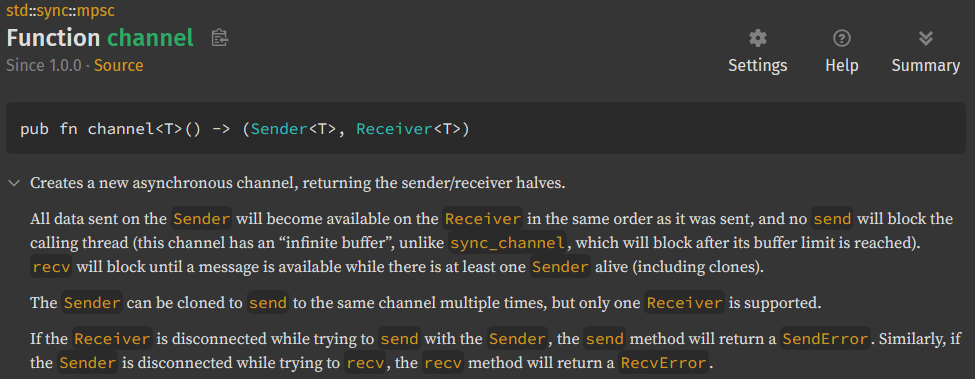 std::sync::mpsc
Function channel
Since 1.0.0 · Source
Settings
Help
Summary
pub fn channel<T>() -> (Sender<T>, Receiver<T>)
Creates a new asynchronous channel, returning the sender/receiver halves.
All data sent on the Sender will become available on the Receiver in the same order as it was sent, and no send will block the
calling thread (this channel has an “infinite buffer”, unlike sync_channel, which will block after its buffer limit is reached).
recv will block until a message is available while there is at least one Sender alive (including clones).
The Sender can be cloned to send to the same channel multiple times, but only one Receiver is supported.
If the Receiver is disconnected while trying to send with the Sender, the send method will return a SendError. Similarly, if
the Sender is disconnected while trying to recv, the recv method will return a RecvError.